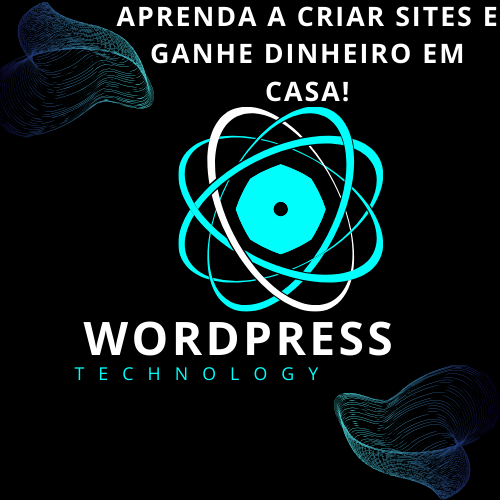 APRENDA A CRIAR SITES E
GANHE DINHEIRO EM
CASA!
WORDPRESS
TECHNOLOGY